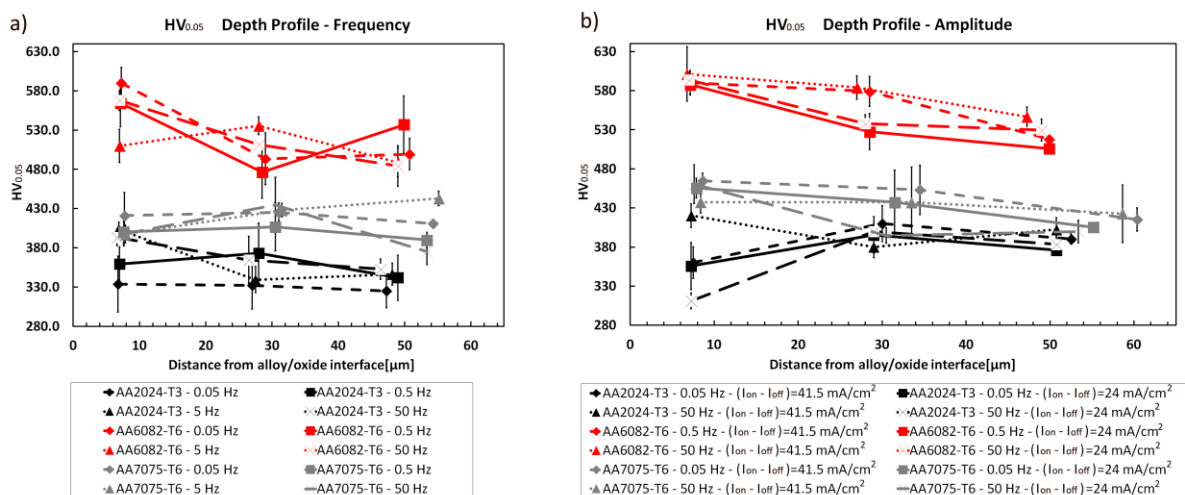 a)
HV0.05 Depth Profile - Frequency
HV0.05
630.0
580.0
530.0
480.0
430.0
380.0
330.0
280.0
0 10 20 30 40 50 60
Distance from alloy/oxide interface[µm]
AA2024-T3 - 0.05 Hz
AA2024-T3 - 0.5 Hz
AA2024-T3 - 5 Hz
AA2024-T3 - 50 Hz
AA6082-T6 - 0.05 Hz
AA6082-T6 - 0.5 Hz
AA6082-T6 - 5 Hz
AA6082-T6 - 50 Hz
AA7075-T6 - 0.05 Hz
AA7075-T6 - 0.5 Hz
AA7075-T6 - 5 Hz
AA7075-T6 - 50 Hz
b)
HV0.05 Depth Profile - Amplitude
HV0.05
630
580
530
480
430
380
330
280
0 10 20 30 40 50 60
Distance from alloy/oxide interface[µm]
AA2024-T3 - 0.05 Hz - (Ion - Ioff)=41.5 mA/cm²
AA2024-T3 - 0.05 Hz - (Ion - Ioff)=24 mA/cm²
AA2024-T3 - 50 Hz - (Ion - Ioff)=41.5 mA/cm²
AA2024-T3 - 50 Hz - (Ion - Ioff)=24 mA/cm²
AA6082-T6 - 0.5 Hz - (Ion - Ioff)=41.5 mA/cm²
AA6082-T6 - 0.5 Hz - (Ion - Ioff)=24 mA/cm²
AA6082-T6 - 50 Hz - (Ion - Ioff)=41.5 mA/cm²
AA6082-T6 - 50 Hz - (Ion - Ioff)=24 mA/cm²
AA7075-T6 - 0.05 Hz - (Ion - Ioff)=41.5 mA/cm²
AA7075-T6 - 0.05 Hz - (Ion - Ioff)=24 mA/cm²
AA7075-T6 - 50 Hz - (Ion - Ioff)=41.5 mA/cm²
AA7075-T6 - 50 Hz - (Ion - Ioff)=24 mA/cm²